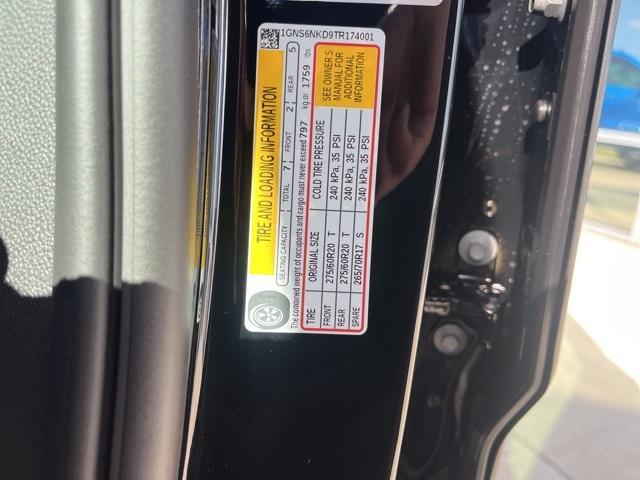 1GNS6NKD9TR174001
TIRE AND LOADING INFORMATION
SEATING CAPACITY TOTAL 7 FRONT 2 REAR 5
The combined weight of occupants and cargo must never exceed 797 kg or 1759 lbs
TIRE ORIGINAL SIZE COLD TIRE PRESSURE
SEE OWNER'S
MANUAL FOR
ADDITIONAL
INFORMATION
FRONT 275/60R20 T 240 kPa, 35 PSI
REAR 275/60R20 T 240 kPa, 35 PSI
SPARE 265/70R17 S 240 kPa, 35 PSI